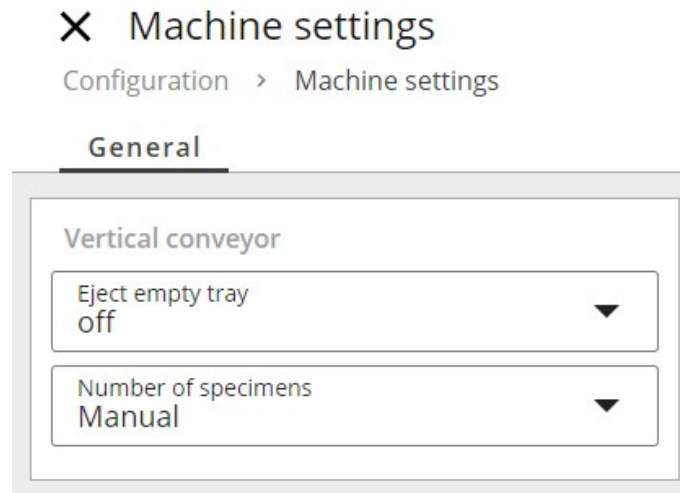 Machine settings
Configuration > Machine settings
General
Vertical conveyor
Eject empty tray
off
Number of specimens
Manual